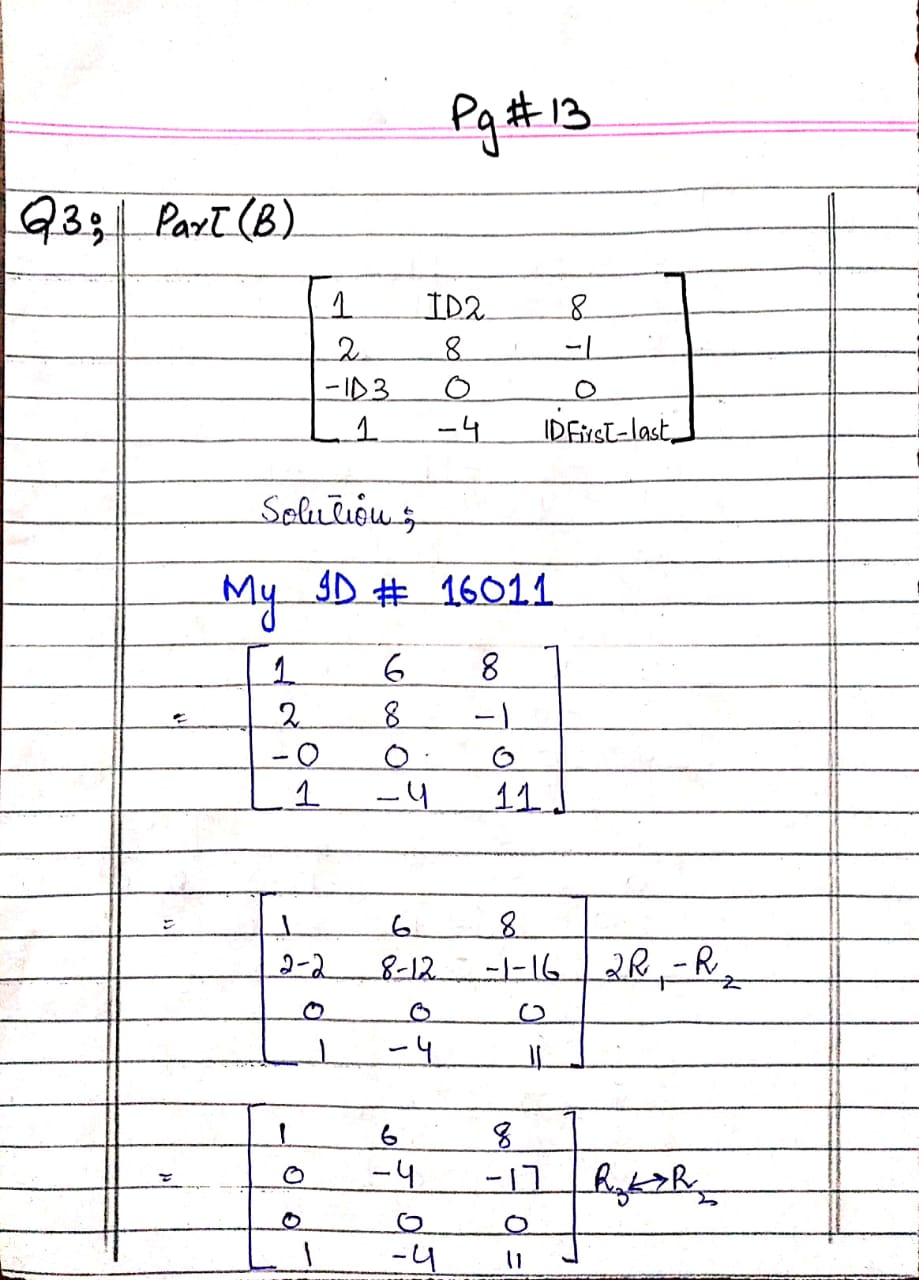 Pg # 13
Q3; Part (B)
1 ID2 8
2 8 -1
-ID3 0 0
1 -4 IDFirst-last
Solution;
My ID # 16011
1 6 8
= 2 8 -1
-0 0 0
1 -4 11
= 1 6 8
2-2 8-12 -1-16 2R1-R2
0 0 0
1 -4 11
1 6 8
= 0 -4 -17 R3↔R2
0 0 0
1 -4 11